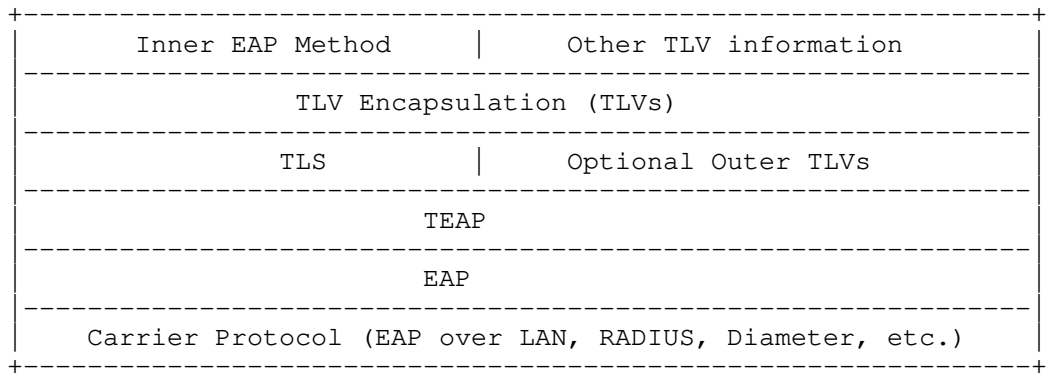 Inner EAP Method | Other TLV information
TLV Encapsulation (TLVs)
TLS | Optional Outer TLVs
TEAP
EAP
Carrier Protocol (EAP over LAN, RADIUS, Diameter, etc.)